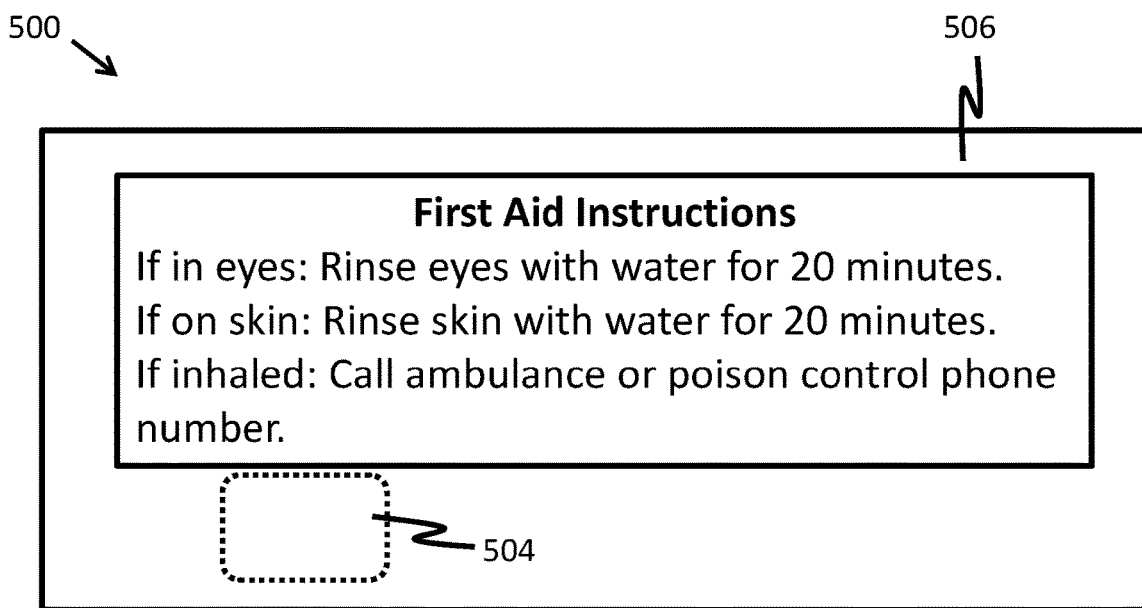 500
506
First Aid Instructions
If in eyes: Rinse eyes with water for 20 minutes.
If on skin: Rinse skin with water for 20 minutes.
If inhaled: Call ambulance or poison control phone
number.
504